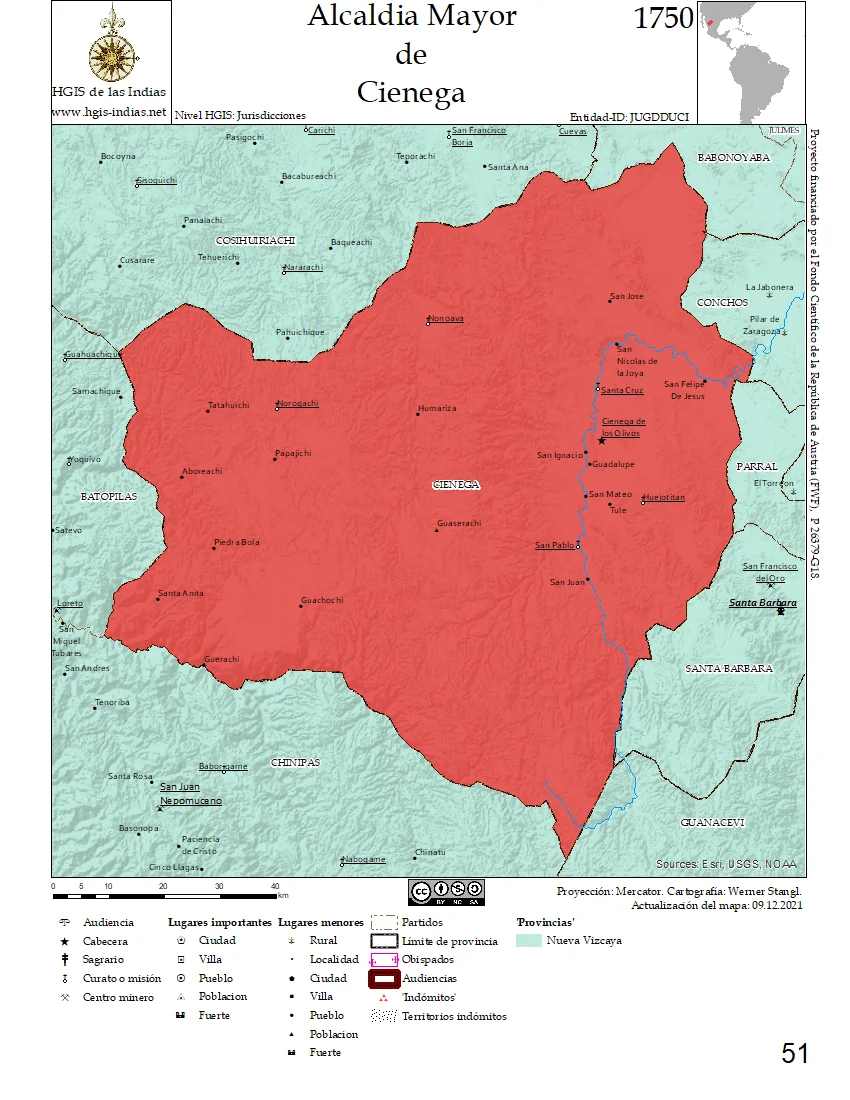 Alcaldia Mayor
de
Cienega
1750
HGIS de las Indias
www.hgis-indias.net
Nivel HGIS: Jurisdicciones
Entidad-ID: JUGDDUCI
Proyecto financiado por el Fondo Científico de la República de Austria (FWF), P 26379-G18.
Carichi
San Francisco
Borja
Cuevas
JULIMES
Pasigochi
Bocoyna
Teporachi
Santa Ana
BABONOYABA
Sisoquichi
Bacabureachi
Panalachi
COSIHUIRIACHI
Baqueachi
Cusarare
Tehuerichi
Nararachi
La Jabonera
San Jose
CONCHOS
Nonoava
Pilar de
Zaragoza
Pahuichique
Guahuachique
San
Nicolas de
la Joya
San Felipe
De Jesus
Samachique
Santa Cruz
Tatahuichi
Norogachi
Humariza
Cienega de
los Olivos
Papajichi
San Ignacio
Guadalupe
Yoquivo
Aboreachi
PARRAL
El Torreon
BATOPILAS
CIENEGA
San Mateo
Huejotitan
Tule
Satevo
Guaserachi
Piedra Bola
San Pablo
San Francisco
del Oro
San Juan
Santa Anita
Guachochi
Loreto
Santa Barbara
San
Miguel
Tubares
San Andres
Guerachi
SANTA BARBARA
Tenoriba
CHINIPAS
Baborigame
Santa Rosa
San Juan
Nepomuceno
Basonopa
GUANACEVI
Paciencia
de Cristo
Chinatu
Nabogame
Cinco Llagas
Sources: Esri, USGS, NOAA
0 5 10 20 30 40
km
CC BY NC SA
Proyección: Mercator. Cartografía: Werner Stangl.
Actualización del mapa: 09.12.2021
Audiencia
Cabecera
Sagrario
Curato o misión
Centro minero
Lugares importantes
Ciudad
Villa
Pueblo
Poblacion
Fuerte
Lugares menores
Rural
Localidad
Ciudad
Villa
Pueblo
Poblacion
Fuerte
Partidos
Límite de provincia
Obispados
Audiencias
'Indómitos'
Territorios indómitos
'Provincias'
Nueva Vizcaya
51